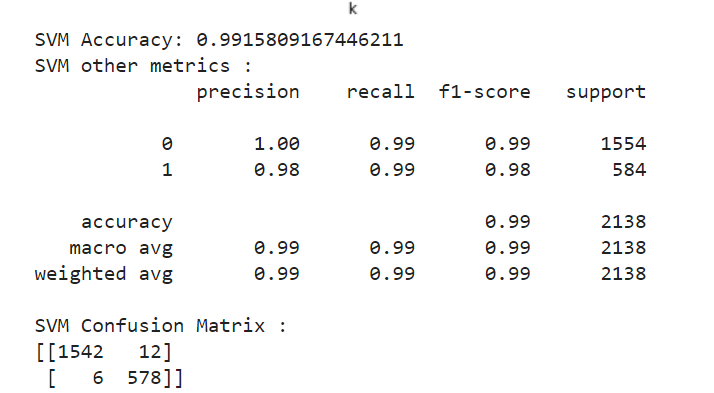 k
SVM Accuracy: 0.9915809167446211
SVM other metrics :
precision recall f1-score support
0 1.00 0.99 0.99 1554
1 0.98 0.99 0.98 584
accuracy 0.99 2138
macro avg 0.99 0.99 0.99 2138
weighted avg 0.99 0.99 0.99 2138
SVM Confusion Matrix :
[[1542 12]
[ 6 578]]